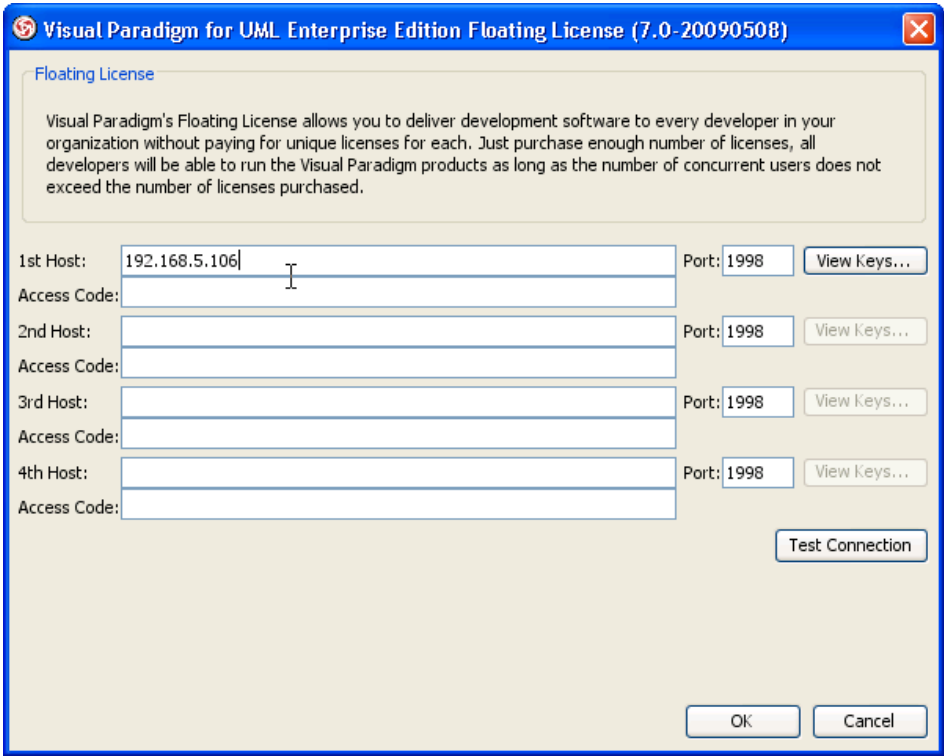 Visual Paradigm for UML Enterprise Edition Floating License (7.0-20090508)
Floating License
Visual Paradigm's Floating License allows you to deliver development software to every developer in your
organization without paying for unique licenses for each. Just purchase enough number of licenses, all
developers will be able to run the Visual Paradigm products as long as the number of concurrent users does not
exceed the number of licenses purchased.
1st Host: 192.168.5.106 Port: 1998 View Keys...
Access Code:
2nd Host: Port: 1998 View Keys...
Access Code:
3rd Host: Port: 1998 View Keys...
Access Code:
4th Host: Port: 1998 View Keys...
Access Code:
Test Connection
OK Cancel